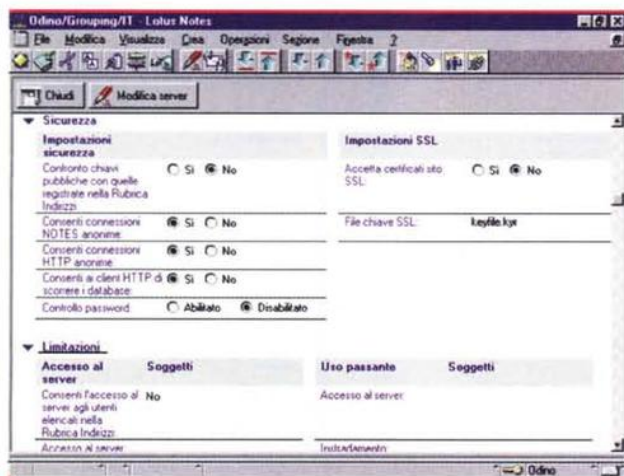 Odino/Grouping/IT - Lotus Notes
File Modifica Visualizza Crea Operazioni Sezione Finestra ?
Chiudi Modifica server
Sicurezza
Impostazioni sicurezza
Confronto chiavi pubbliche con quelle registrate nella Rubrica Indirizzi:
Sì No
Consenti connessioni NOTES anonime:
Sì No
Consenti connessioni HTTP anonime:
Sì No
Consenti ai client HTTP di scorrere i database:
Sì No
Controllo password:
Abilitato Disabilitato
Impostazioni SSL
Accetta certificati sito SSL:
Sì No
File chiave SSL: keyfile.kyr
Limitazioni
Accesso al server Soggetti
Consenti l'accesso al server agli utenti elencati nella Rubrica Indirizzi:
No
Accesso al server
Uso passante Soggetti
Accesso al server:
Instradamento:
Odino